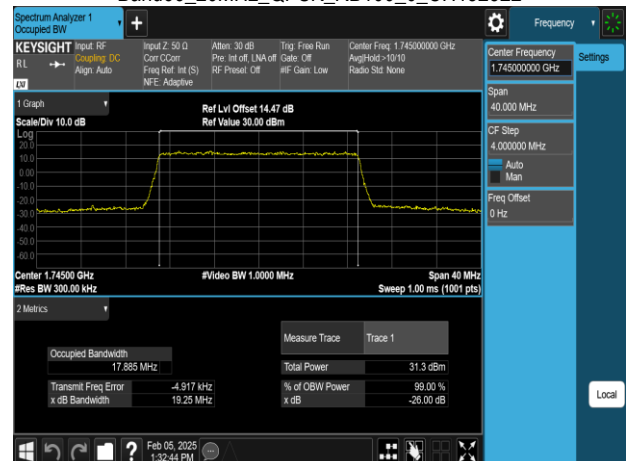 Spectrum Analyzer 1
Occupied BW
Frequency
KEYSIGHT
RL
LXI
Input: RF
Coupling: DC
Align: Auto
Input Z: 50 Ω
Corr CCorr
Freq Ref: Int (S)
NFE: Adaptive
Atten: 30 dB
Pre: Int off, LNA off
RF Preset: Off
Trig: Free Run
Gate: Off
#IF Gain: Low
Center Freq: 1.745000000 GHz
Avg|Hold:>10/10
Radio Std: None
Center Frequency
1.745000000 GHz
Settings
Span
40.000 MHz
CF Step
4.000000 MHz
Auto
Man
Freq Offset
0 Hz
Local
1 Graph
Scale/Div 10.0 dB
Ref Lvl Offset 14.47 dB
Ref Value 30.00 dBm
Log
20.0
10.0
0.00
-10.0
-20.0
-30.0
-40.0
-50.0
-60.0
Center 1.74500 GHz
#Video BW 1.0000 MHz
Span 40 MHz
#Res BW 300.00 kHz
Sweep 1.00 ms (1001 pts)
2 Metrics
Measure Trace Trace 1
Occupied Bandwidth
17.885 MHz
Total Power 31.3 dBm
Transmit Freq Error -4.917 kHz
% of OBW Power 99.00 %
x dB Bandwidth 19.25 MHz
x dB -26.00 dB
?
Feb 05, 2025
1:32:44 PM